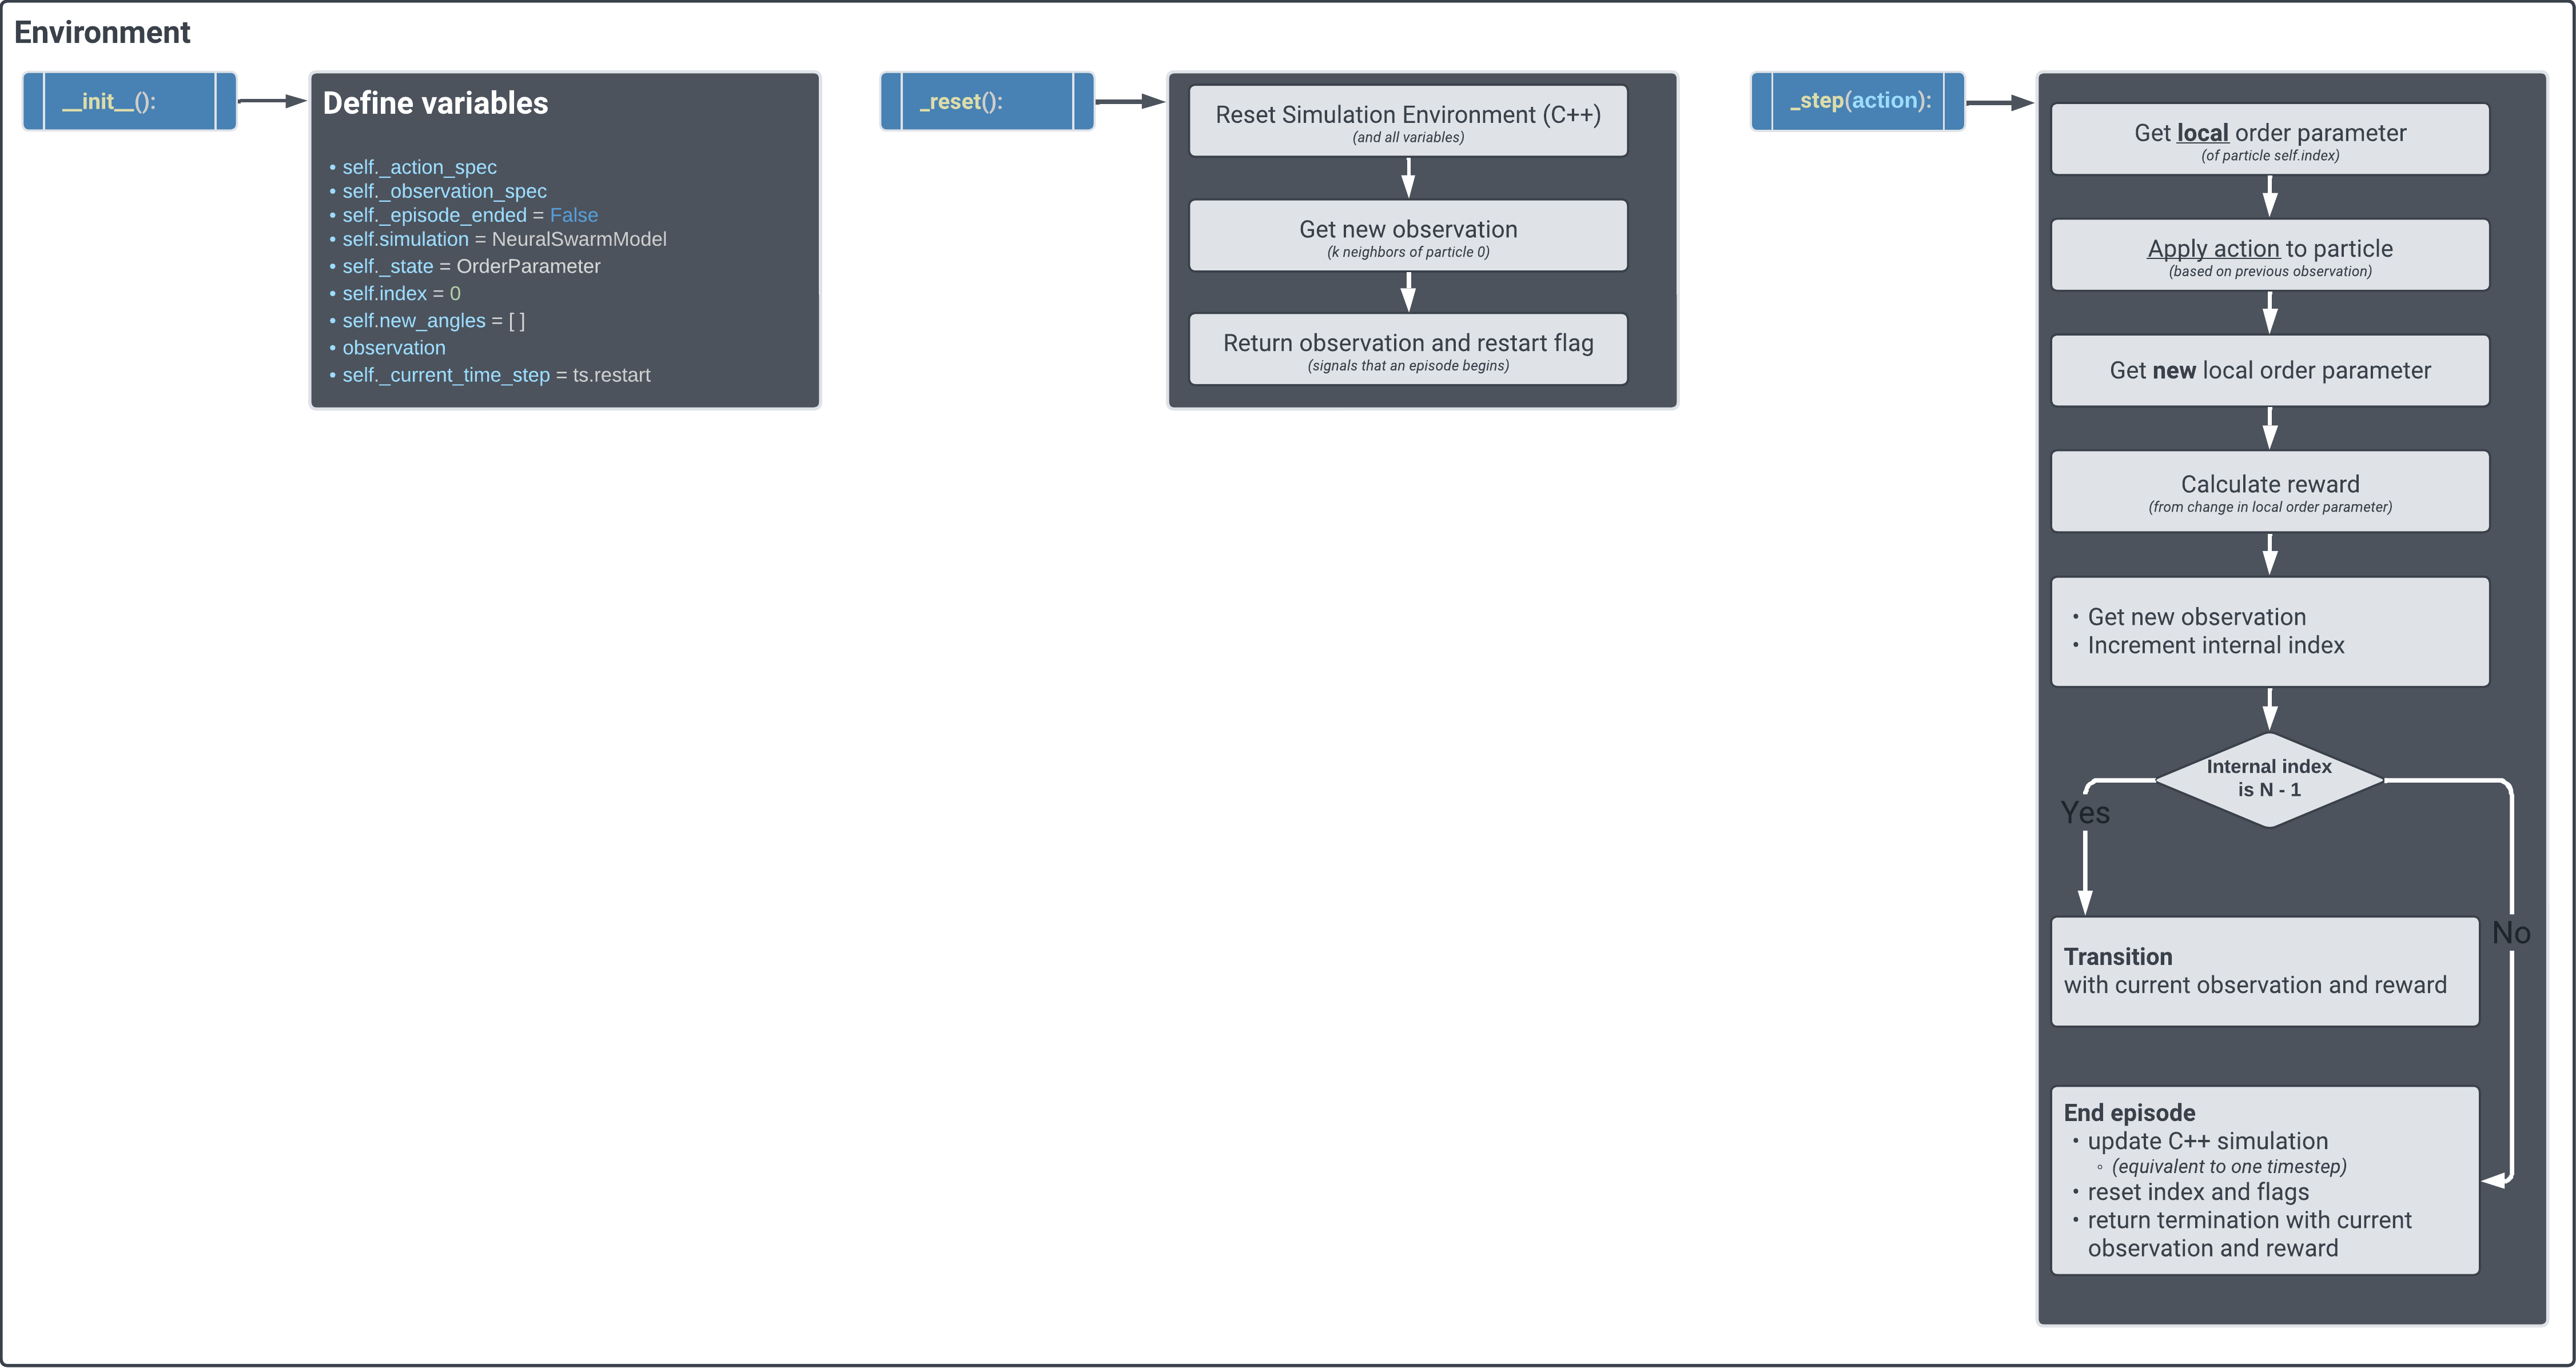 Environment
__init__():
Define variables
• self._action_spec
• self._observation_spec
• self._episode_ended = False
• self.simulation = NeuralSwarmModel
• self._state = OrderParameter
• self.index = 0
• self.new_angles = [ ]
• observation
• self._current_time_step = ts.restart
_reset():
Reset Simulation Environment (C++)
(and all variables)
Get new observation
(k neighbors of particle 0)
Return observation and restart flag
(signals that an episode begins)
_step(action):
Get local order parameter
(of particle self.index)
Apply action to particle
(based on previous observation)
Get new local order parameter
Calculate reward
(from change in local order parameter)
• Get new observation
• Increment internal index
Internal index
is N - 1
Yes
No
Transition
with current observation and reward
End episode
• update C++ simulation
◦ (equivalent to one timestep)
• reset index and flags
• return termination with current
observation and reward